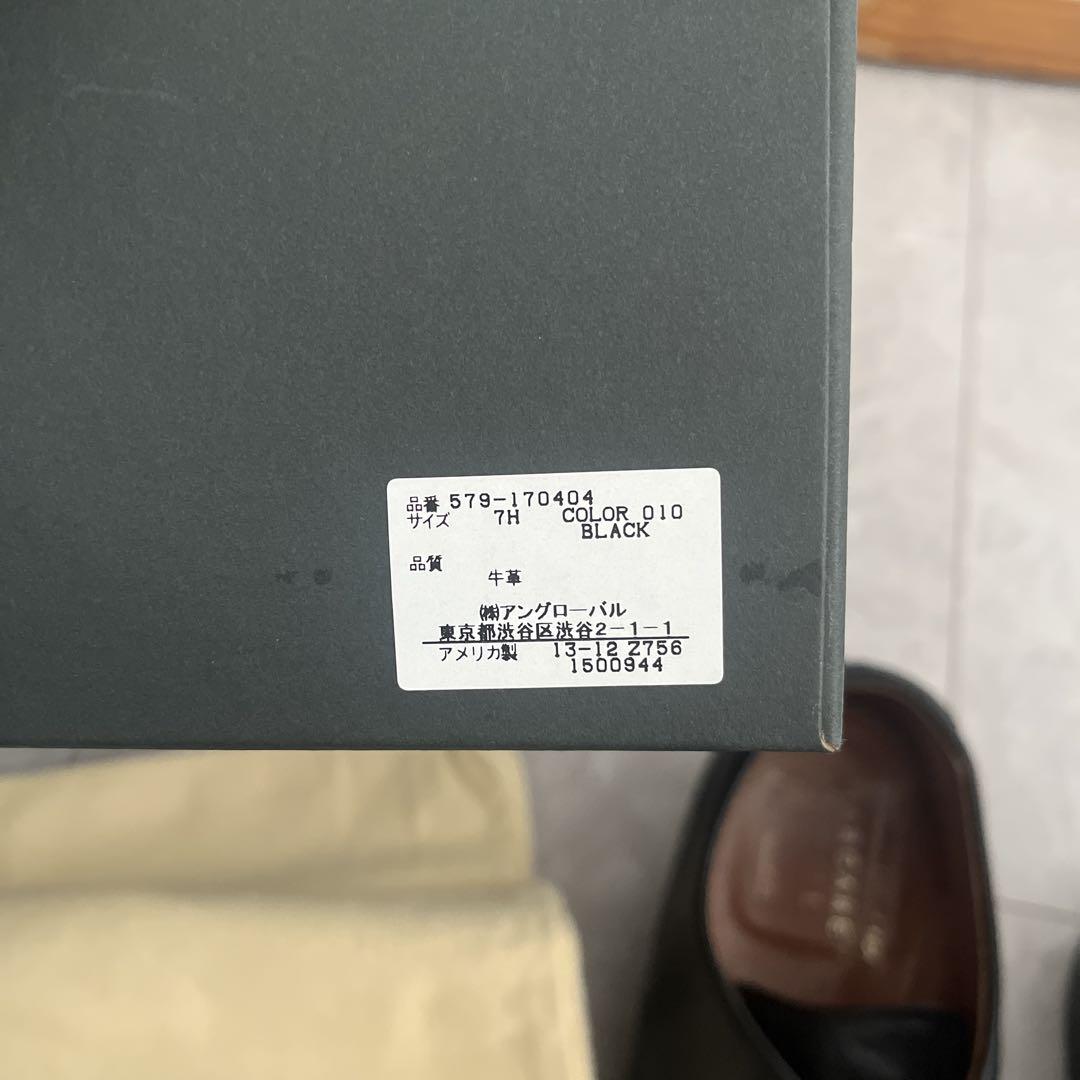 品番 579-170404
サイズ 7H COLOR 010
BLACK
品質
牛革
㈱アングローバル
東京都渋谷区渋谷2-1-1
アメリカ製 13-12 Z756
1500944